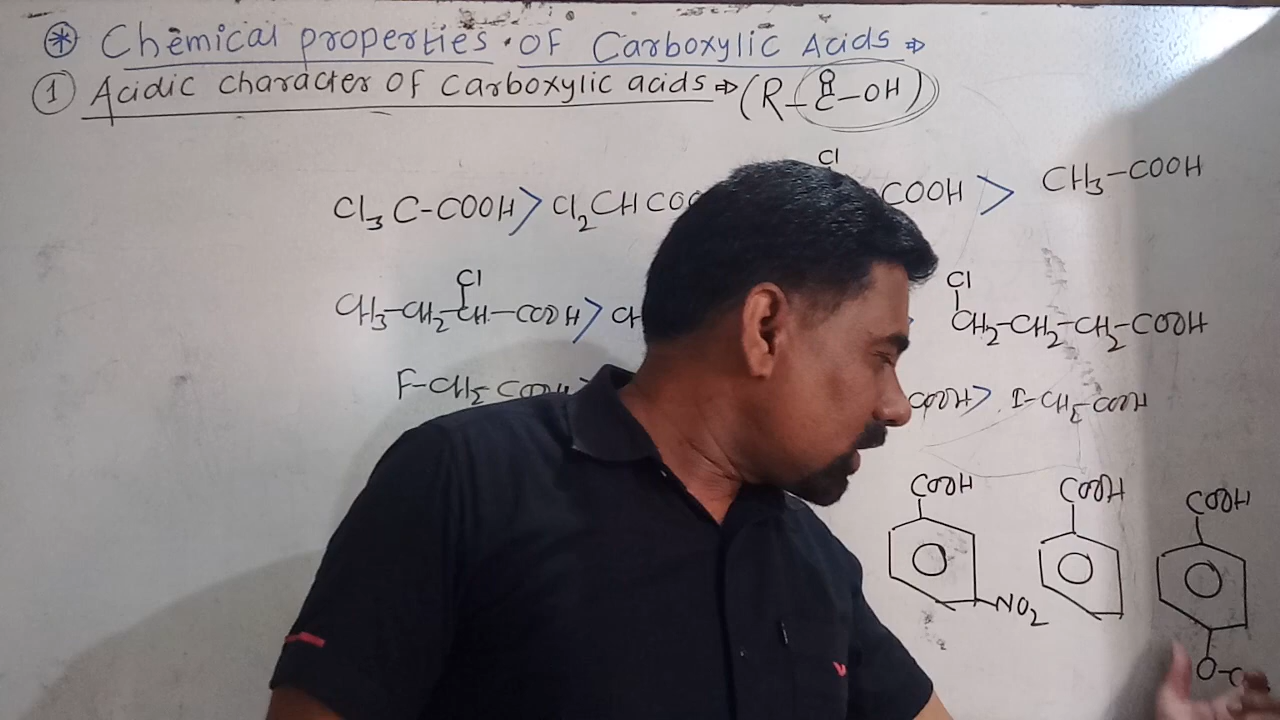 ⊛ Chemical properties of Carboxylic Acids ⇒
① Acidic character of Carboxylic acids ⇒ (R–C–OH)
O
Cl
Cl₃C–COOH > Cl₂CHCOO COOH > CH₃–COOH
Cl Cl
CH₃–CH₂–CH–COOH > CH CH₂–CH₂–CH₂–COOH
F–CH₂–COOH COOH > I–CH₂–COOH
COOH COOH COOH
NO₂
O–C